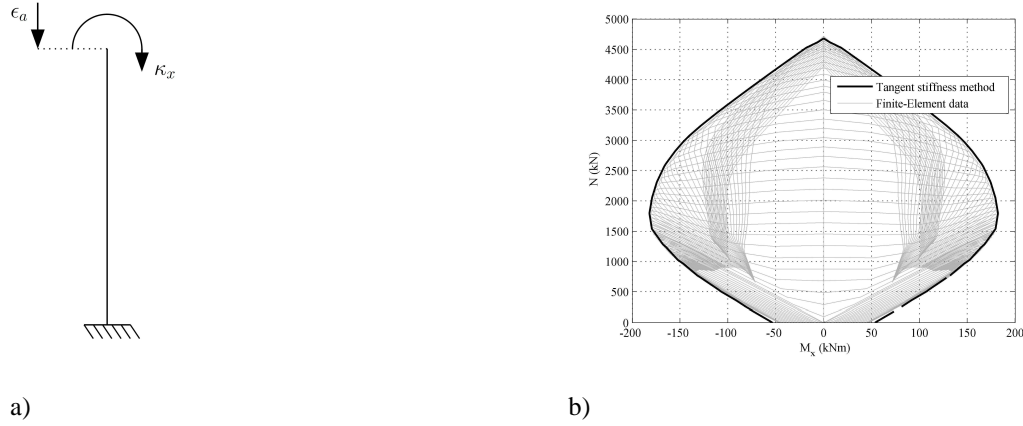 ϵₐ
κₓ
5000
4500
4000
3500
3000
2500
2000
1500
1000
500
0
N (kN)
Tangent stiffness method
Finite-Element data
-200 -150 -100 -50 0 50 100 150 200
Mₓ (kNm)
a) b)